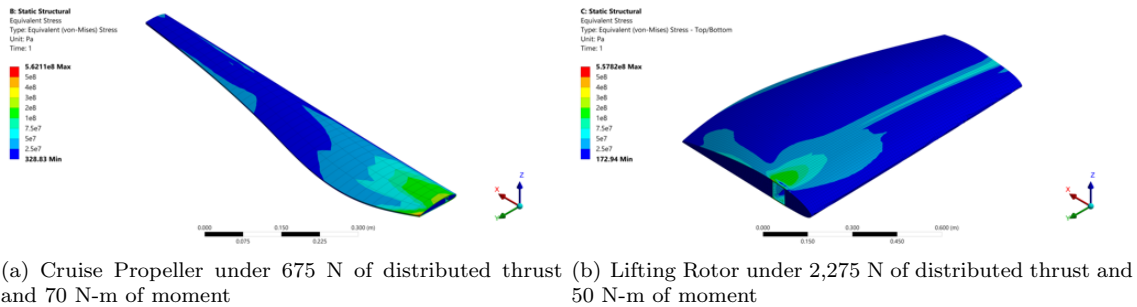 B: Static Structural
Equivalent Stress
Type: Equivalent (von-Mises) Stress
Unit: Pa
Time: 1
5.6211e8 Max
5e8
4e8
3e8
2e8
1e8
7.5e7
5e7
2.5e7
328.83 Min
0.000
0.150
0.300 (m)
0.075
0.225
X
Y
Z
C: Static Structural
Equivalent Stress
Type: Equivalent (von-Mises) Stress - Top/Bottom
Unit: Pa
Time: 1
5.5782e8 Max
5e8
4e8
3e8
2e8
1e8
7.5e7
5e7
2.5e7
172.94 Min
0.000
0.300
0.600 (m)
0.150
0.450
X
Y
Z
(a) Cruise Propeller under 675 N of distributed thrust
and 70 N-m of moment
(b) Lifting Rotor under 2,275 N of distributed thrust and
50 N-m of moment